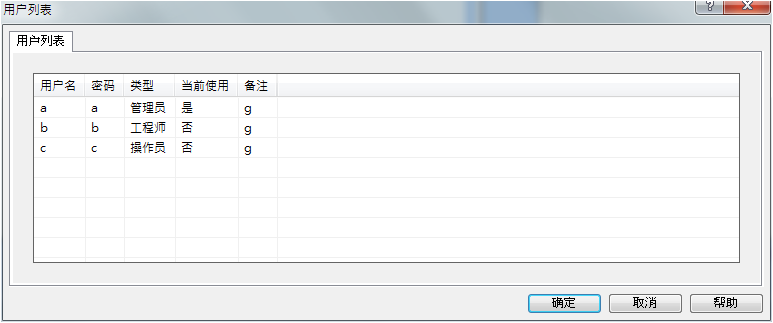 用户列表
用户列表
用户名 密码 类型 当前使用 备注
a a 管理员 是 g
b b 工程师 否 g
c c 操作员 否 g
确定 取消 帮助